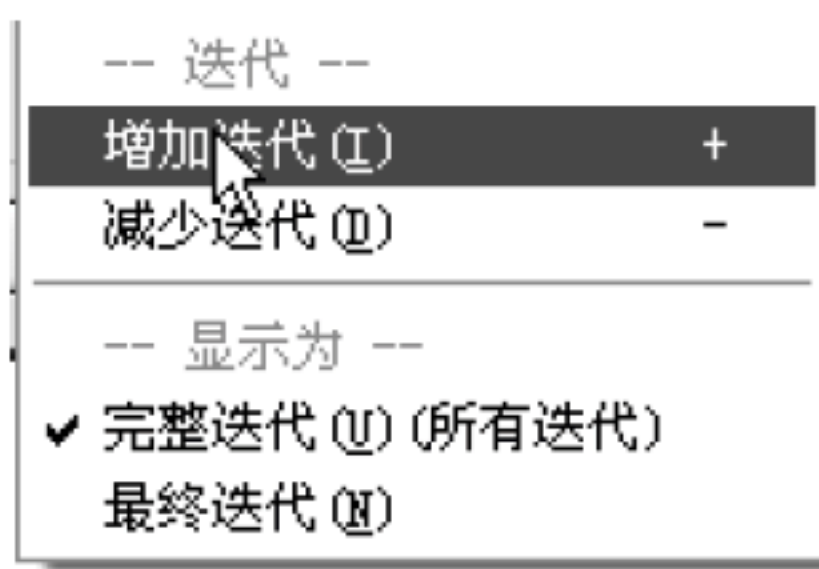 -- 迭代 --
增加迭代(I) +
减少迭代(D) -
-- 显示为 --
完整迭代(U)(所有迭代)
最终迭代(N)